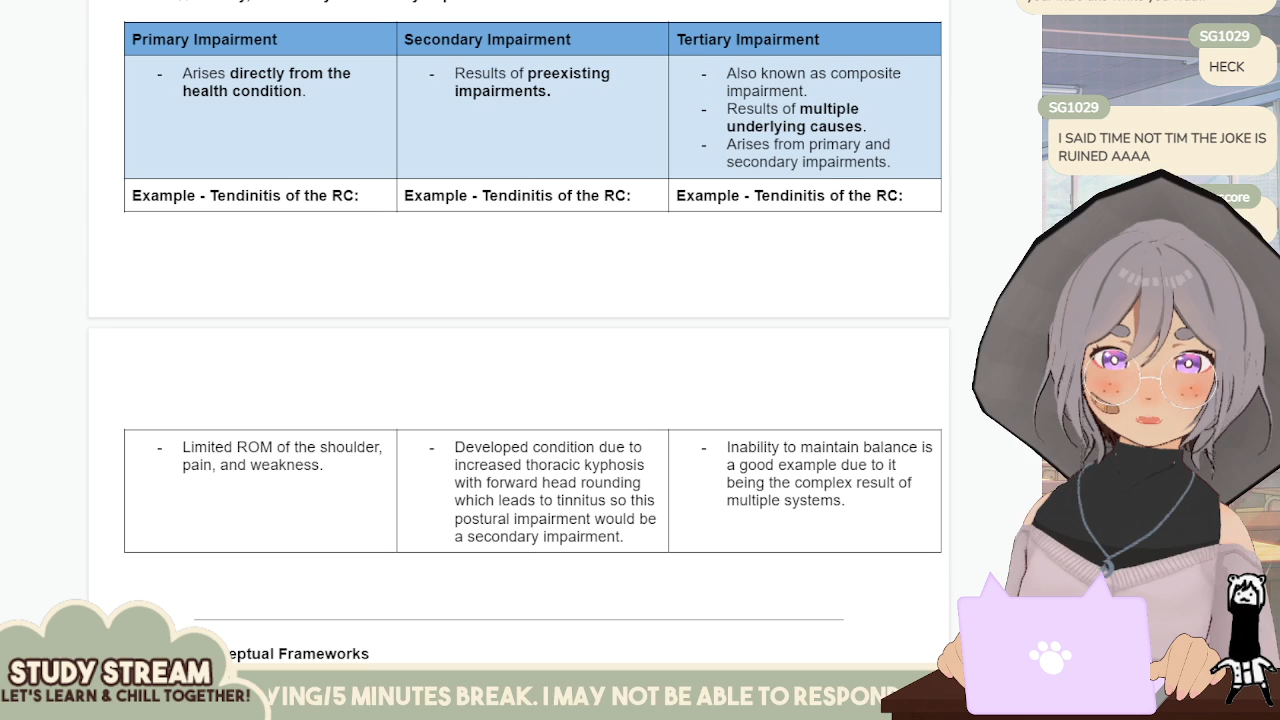 Primary Impairment
Secondary Impairment
Tertiary Impairment
- Arises directly from the
health condition.
- Results of preexisting
impairments.
- Also known as composite
impairment.
- Results of multiple
underlying causes.
- Arises from primary and
secondary impairments.
Example - Tendinitis of the RC:
Example - Tendinitis of the RC:
Example - Tendinitis of the RC:
- Limited ROM of the shoulder,
pain, and weakness.
- Developed condition due to
increased thoracic kyphosis
with forward head rounding
which leads to tinnitus so this
postural impairment would be
a secondary impairment.
- Inability to maintain balance is
a good example due to it
being the complex result of
multiple systems.
eptual Frameworks
SG1029
HECK
SG1029
I SAID TIME NOT TIM THE JOKE IS
RUINED AAAA
core
STUDY STREAM
LET'S LEARN & CHILL TOGETHER!
YING/5 MINUTES BREAK. I MAY NOT BE ABLE TO RESPOND